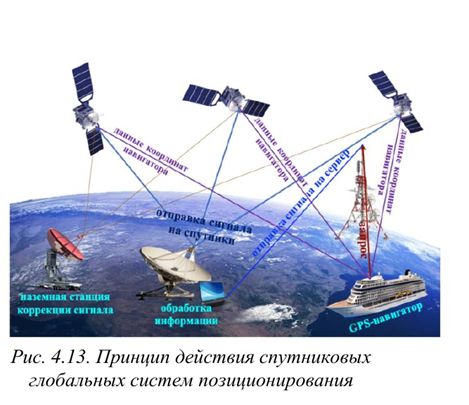 данные координат
навигатора
данные координат
навигатора
данные координат
навигатора
отправка сигнала
на спутники
отправка сигнала на сервер
запрос
наземная станция
коррекции сигнала
обработка
информации
GPS-навигатор
Рис. 4.13. Принцип действия спутниковых
глобальных систем позиционирования